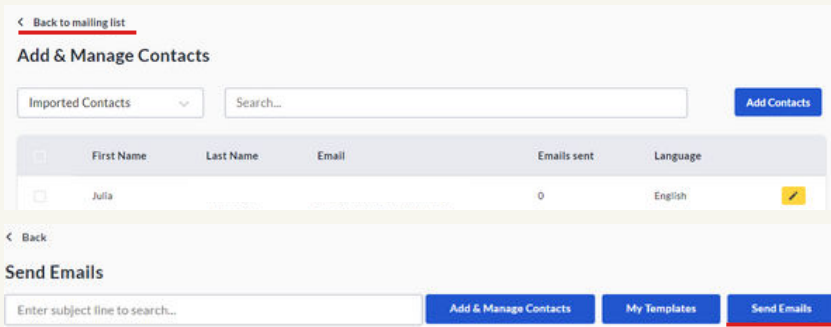 Back to mailing list
Add & Manage Contacts
Imported Contacts Search... Add Contacts
First Name Last Name Email Emails sent Language
Julia 0 English
Back
Send Emails
Enter subject line to search... Add & Manage Contacts My Templates Send Emails